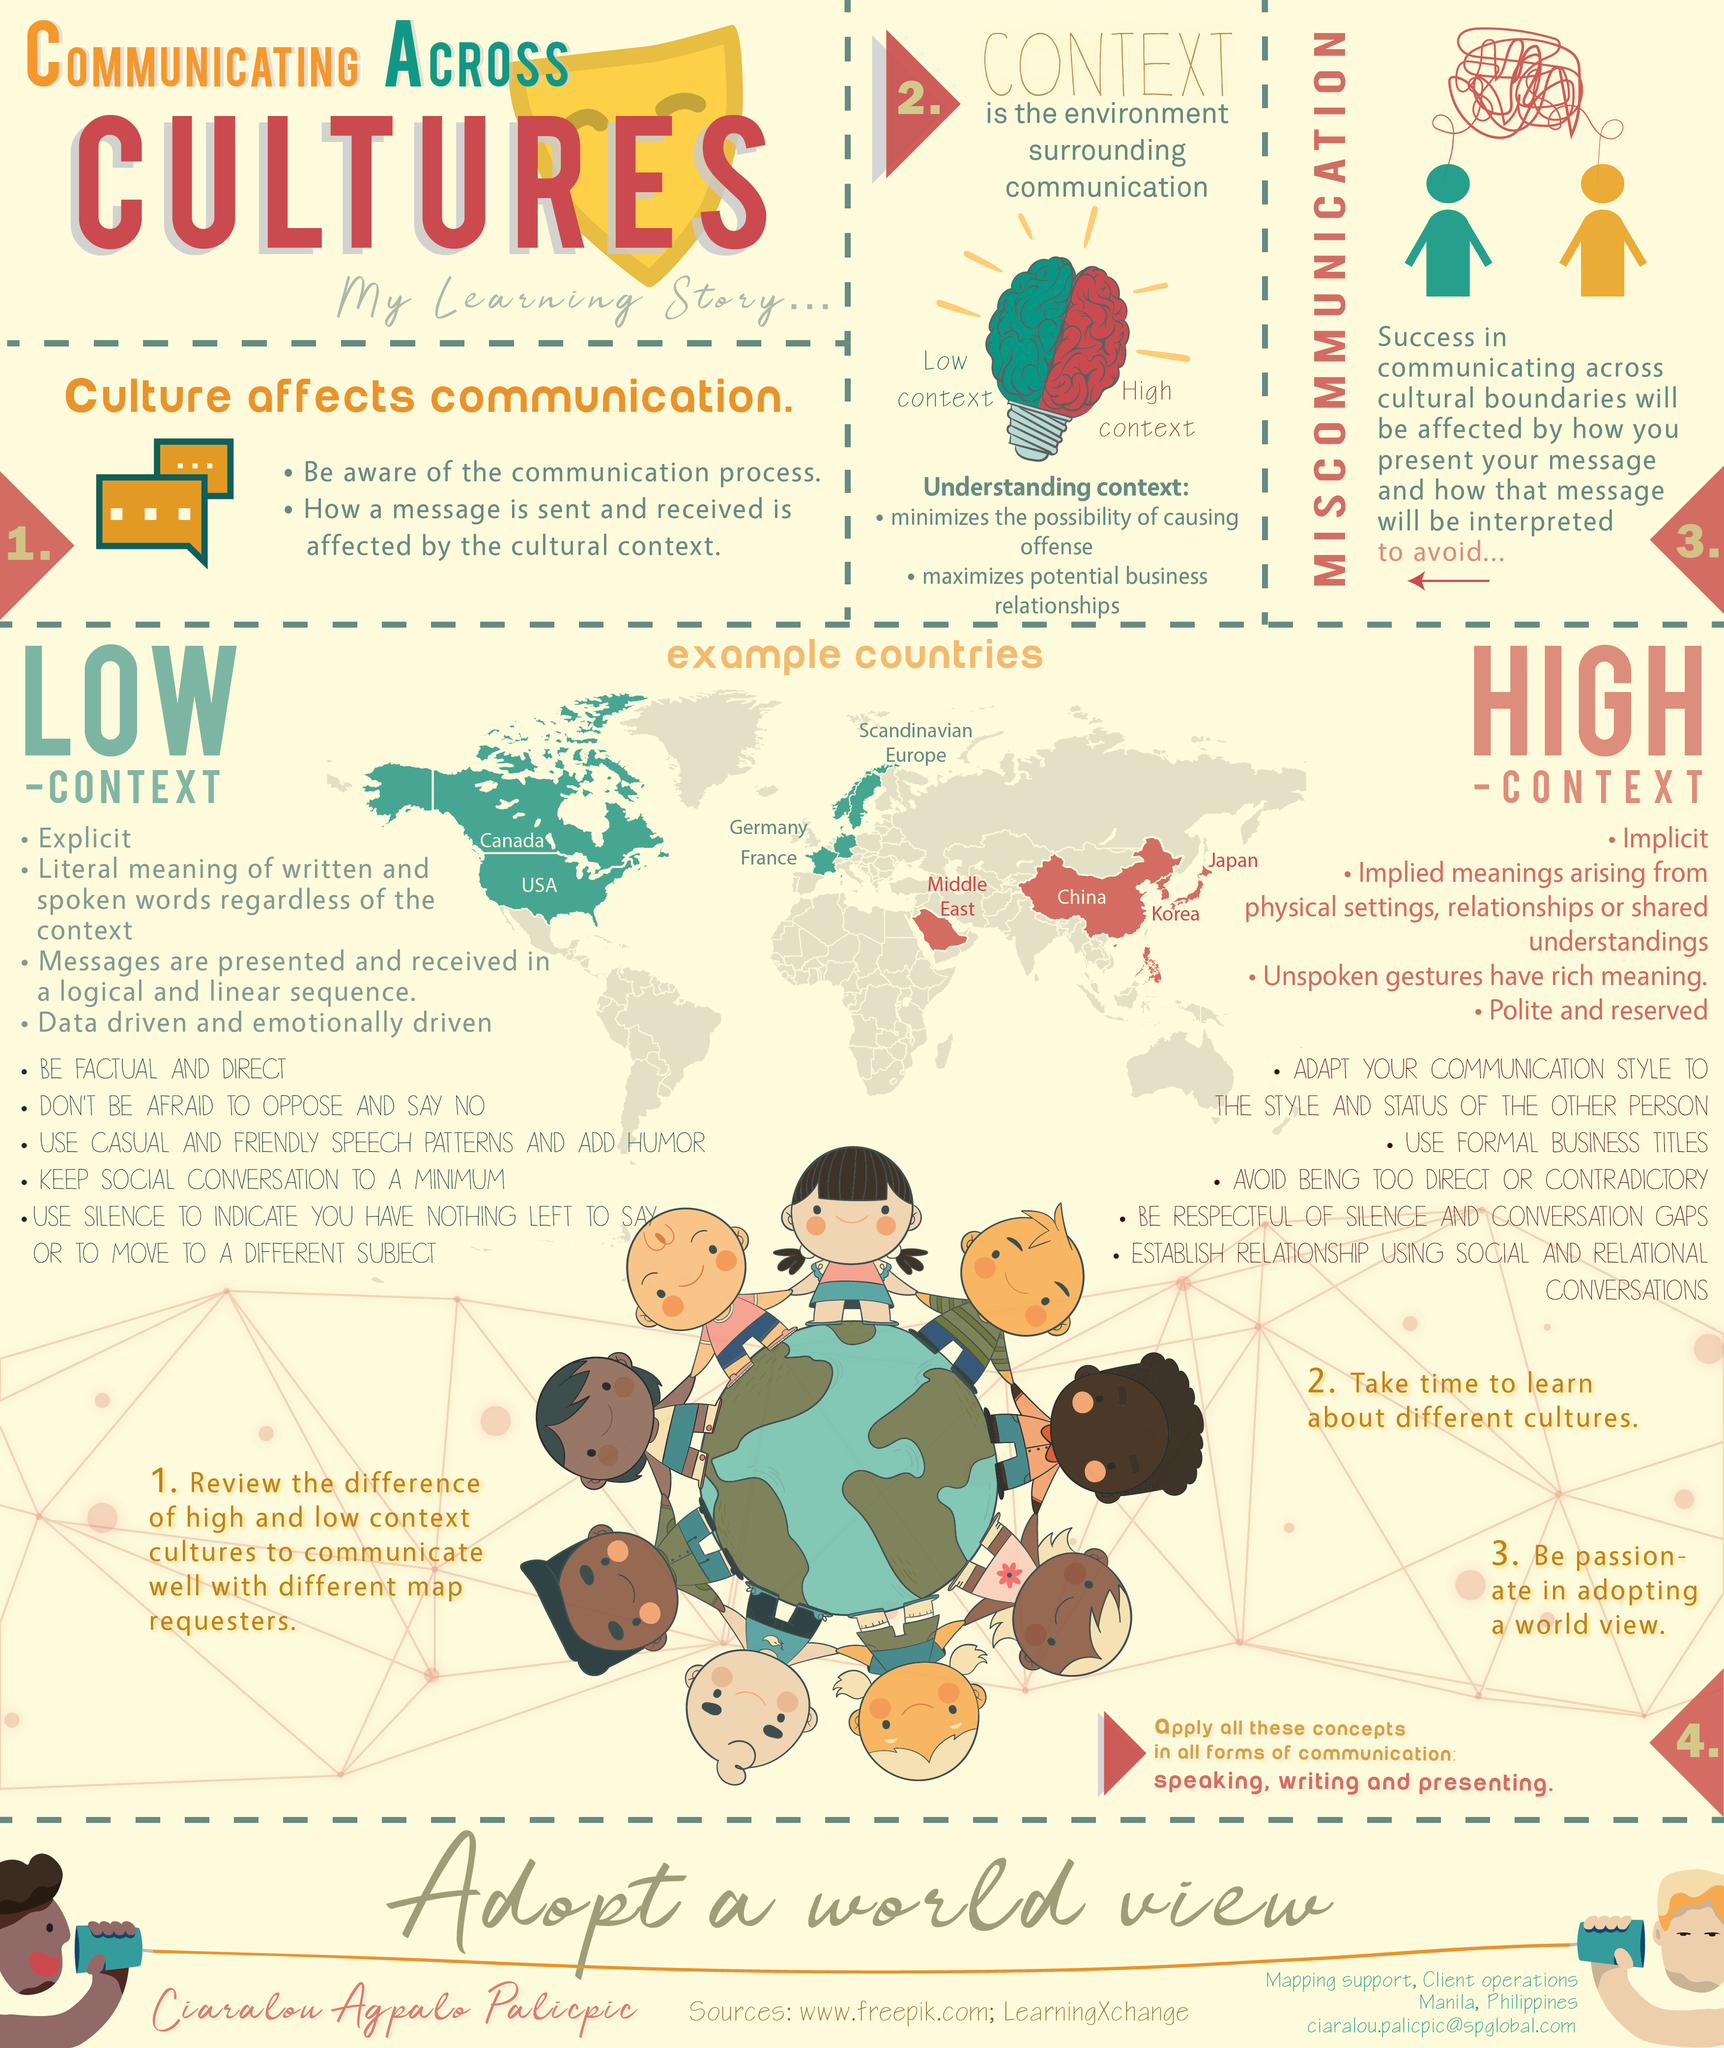 Communicating Across
CULTURES
My Learning Story...
1.
Culture affects communication.
• Be aware of the communication process.
• How a message is sent and received is
affected by the cultural context.
2.
CONTEXT
is the environment
surrounding
communication
Low
context
High
context
Understanding context:
• minimizes the possibility of causing
offense
• maximizes potential business
relationships
MISCOMMUNICATION
Success in
communicating across
cultural boundaries will
be affected by how you
present your message
and how that message
will be interpreted
to avoid...
3.
LOW
-CONTEXT
• Explicit
• Literal meaning of written and
spoken words regardless of the
context
• Messages are presented and received in
a logical and linear sequence.
• Data driven and emotionally driven
• BE FACTUAL AND DIRECT
• DON'T BE AFRAID TO OPPOSE AND SAY NO
• USE CASUAL AND FRIENDLY SPEECH PATTERNS AND ADD HUMOR
• KEEP SOCIAL CONVERSATION TO A MINIMUM
• USE SILENCE TO INDICATE YOU HAVE NOTHING LEFT TO SAY
OR TO MOVE TO A DIFFERENT SUBJECT
example countries
Scandinavian
Europe
Germany
France
Canada
USA
Middle
East
China
Japan
Korea
HIGH
-CONTEXT
• Implicit
• Implied meanings arising from
physical settings, relationships or shared
understandings
• Unspoken gestures have rich meaning.
• Polite and reserved
• ADAPT YOUR COMMUNICATION STYLE TO
THE STYLE AND STATUS OF THE OTHER PERSON
• USE FORMAL BUSINESS TITLES
• AVOID BEING TOO DIRECT OR CONTRADICTORY
• BE RESPECTFUL OF SILENCE AND CONVERSATION GAPS
• ESTABLISH RELATIONSHIP USING SOCIAL AND RELATIONAL
CONVERSATIONS
1. Review the difference
of high and low context
cultures to communicate
well with different map
requesters.
2. Take time to learn
about different cultures.
3. Be passion-
ate in adopting
a world view.
Apply all these concepts
in all forms of communication:
speaking, writing and presenting.
4.
Adopt a world view
Ciaralou Agpalo Palicpic
Sources: www.freepik.com; LearningXchange
Mapping support, Client operations
Manila, Philippines
ciaralou.palicpic@spglobal.com